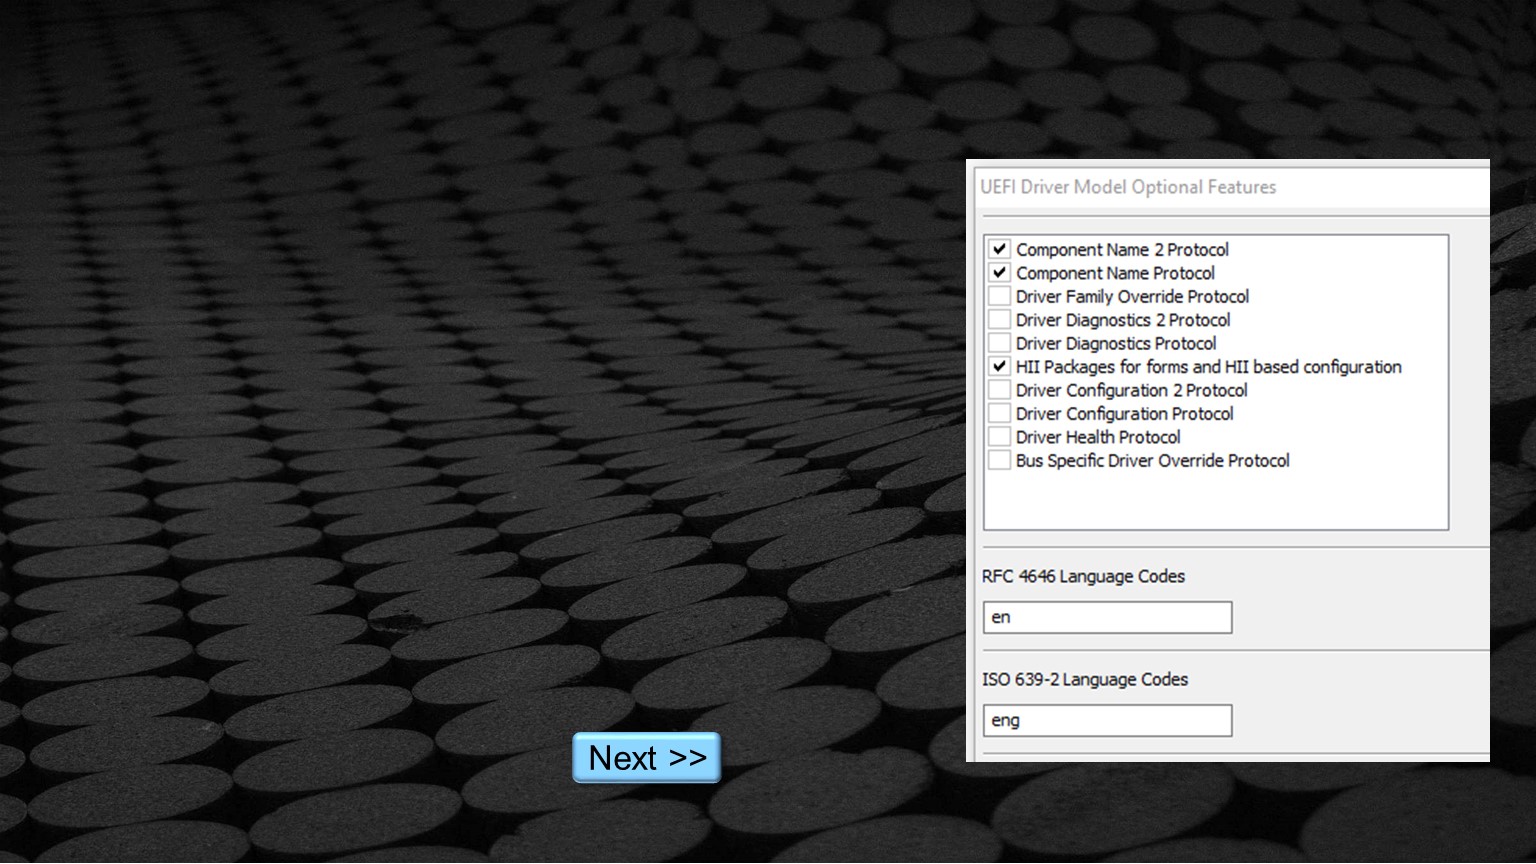 UEFI Driver Model Optional Features
Component Name 2 Protocol
Component Name Protocol
Driver Family Override Protocol
Driver Diagnostics 2 Protocol
Driver Diagnostics Protocol
HII Packages for forms and HII based configuration
Driver Configuration 2 Protocol
Driver Configuration Protocol
Driver Health Protocol
Bus Specific Driver Override Protocol
RFC 4646 Language Codes
en
ISO 639-2 Language Codes
eng
Next >>